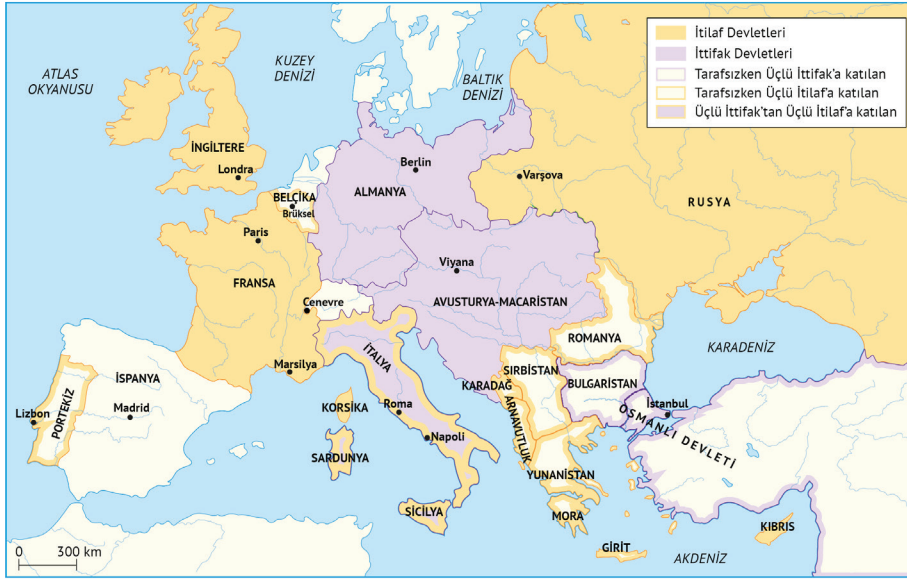 İtilaf Devletleri
İttifak Devletleri
Tarafsızken Üçlü İttifak'a katılan
Tarafsızken Üçlü İtilaf'a katılan
Üçlü İttifak'tan Üçlü İtilaf'a katılan
ATLAS
OKYANUSU
KUZEY
DENİZİ
BALTIK
DENİZİ
İNGİLTERE
Londra
Berlin
Varşova
ALMANYA
BELÇİKA
Brüksel
RUSYA
Paris
Viyana
FRANSA
Cenevre
AVUSTURYA-MACARİSTAN
ROMANYA
KARADENİZ
Marsilya
İTALYA
SIRBİSTAN
İSPANYA
KARADAĞ
BULGARİSTAN
PORTEKİZ
Lizbon
Madrid
KORSİKA
Roma
ARNAVUTLUK
İstanbul
OSMANLI DEVLETİ
Napoli
SARDUNYA
YUNANİSTAN
SİCİLYA
MORA
KIBRIS
GİRİT
AKDENİZ
0 300 km